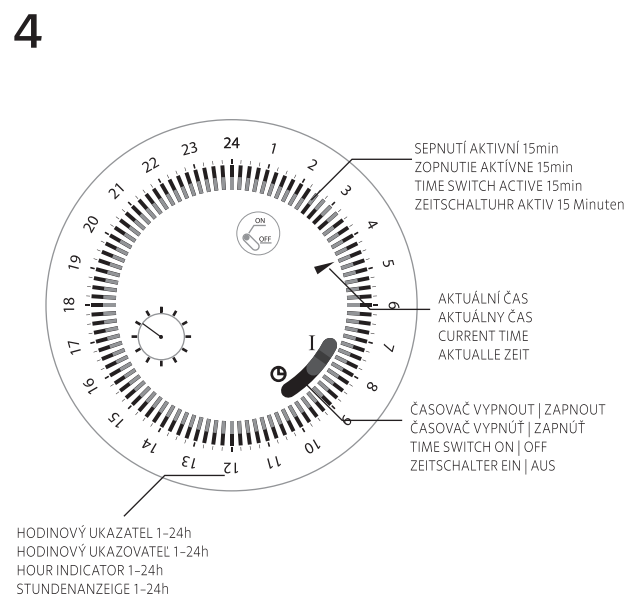 4
24
1
2
3
4
5
6
7
8
9
10
11
12
13
14
15
16
17
18
19
20
21
22
23
ON
OFF
I
SEPNUTÍ AKTIVNÍ 15min
ZOPNUTIE AKTÍVNE 15min
TIME SWITCH ACTIVE 15min
ZEITSCHALTUHR AKTIV 15 Minuten
AKTUÁLNÍ ČAS
AKTUÁLNY ČAS
CURRENT TIME
AKTUALLE ZEIT
ČASOVAČ VYPNOUT | ZAPNOUT
ČASOVAČ VYPNÚŤ | ZAPNÚŤ
TIME SWITCH ON | OFF
ZEITSCHALTER EIN | AUS
HODINOVÝ UKAZATEL 1–24h
HODINOVÝ UKAZOVATEĽ 1–24h
HOUR INDICATOR 1–24h
STUNDENANZEIGE 1–24h